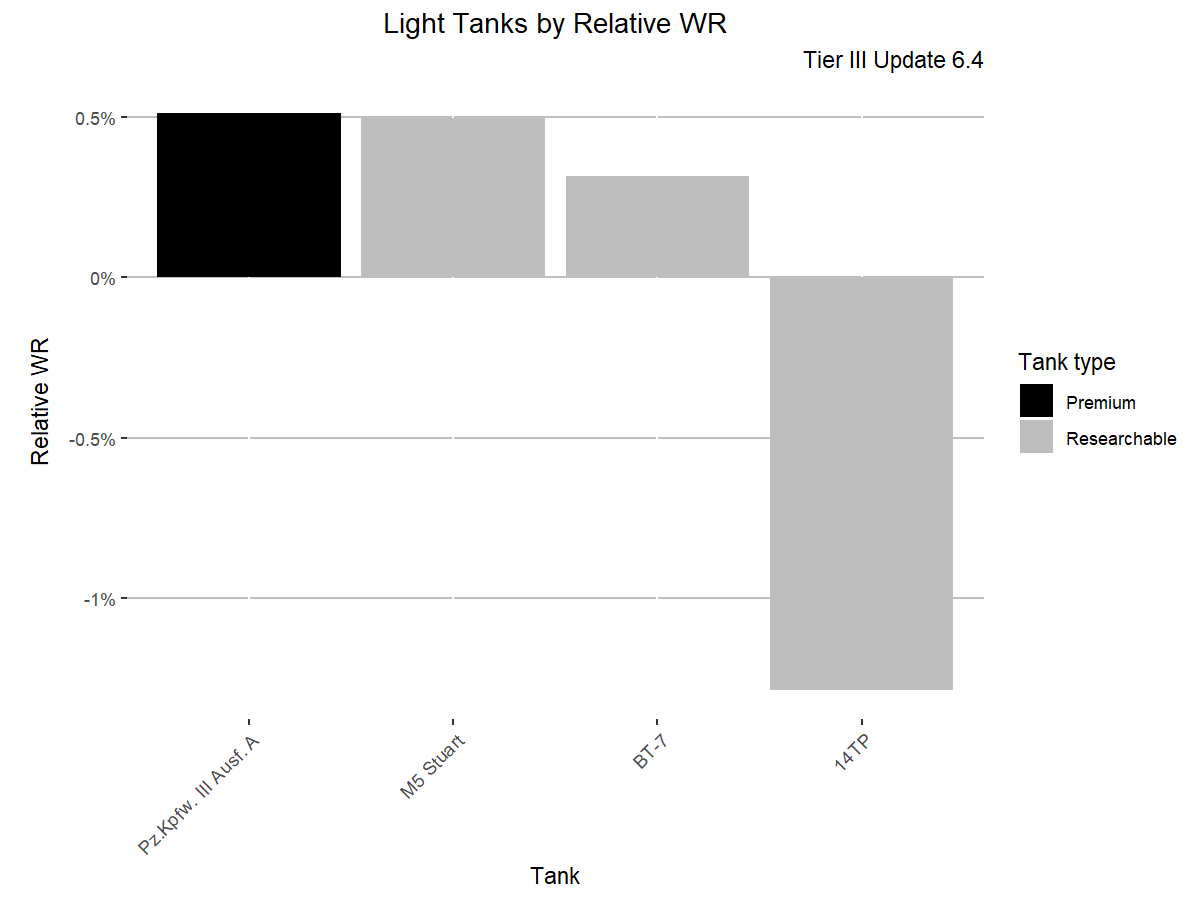 Light Tanks by Relative WR
Tier III Update 6.4
0.5%
0%
-0.5%
-1%
Relative WR
Pz.Kpfw. III Ausf. A
M5 Stuart
BT-7
14TP
Tank
Tank type
Premium
Researchable